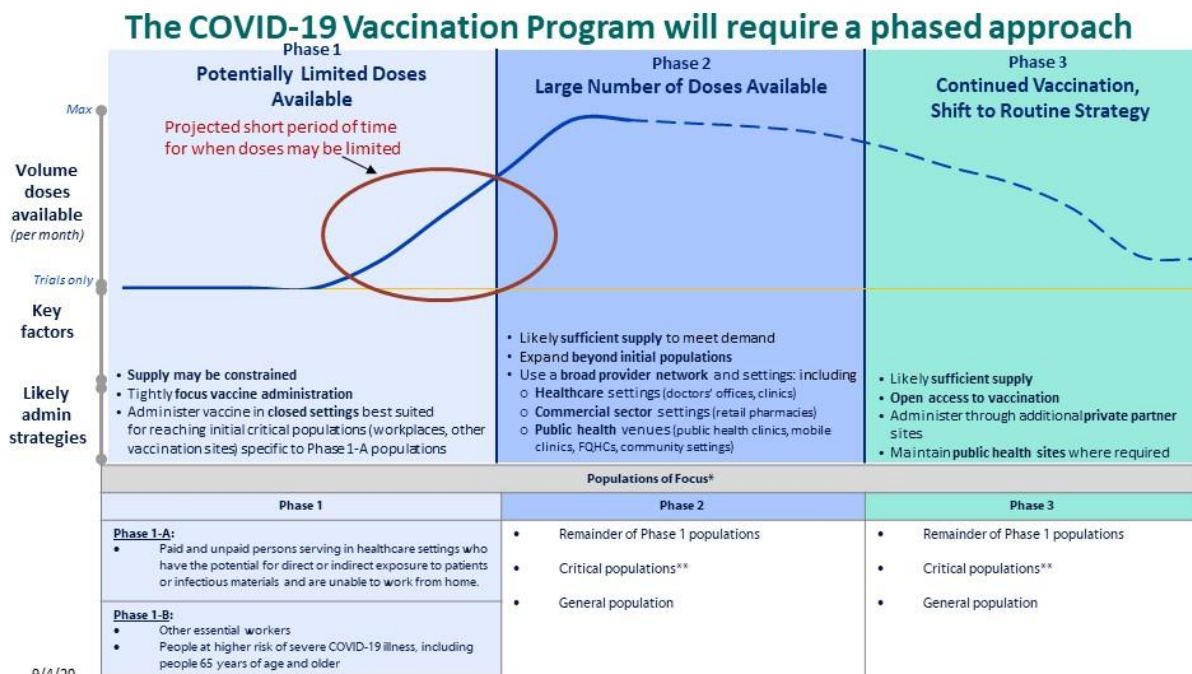 The COVID-19 Vaccination Program will require a phased approach
Phase 1
Potentially Limited Doses
Available
Projected short period of time
for when doses may be limited
Phase 2
Large Number of Doses Available
Phase 3
Continued Vaccination,
Shift to Routine Strategy
Max
Volume
doses
available
(per month)
Trials only
Key
factors
Likely
admin
strategies
• Supply may be constrained
• Tightly focus vaccine administration
• Administer vaccine in closed settings best suited
for reaching initial critical populations (workplaces, other
vaccination sites) specific to Phase 1-A populations
• Likely sufficient supply to meet demand
• Expand beyond initial populations
• Use a broad provider network and settings: including
o Healthcare settings (doctors' offices, clinics)
o Commercial sector settings (retail pharmacies)
o Public health venues (public health clinics, mobile
clinics, FQHCs, community settings)
• Likely sufficient supply
• Open access to vaccination
• Administer through additional private partner
sites
• Maintain public health sites where required
Populations of Focus*
Phase 1
Phase 2
Phase 3
Phase 1-A:
• Paid and unpaid persons serving in healthcare settings who
have the potential for direct or indirect exposure to patients
or infectious materials and are unable to work from home.
Phase 1-B:
• Other essential workers
• People at higher risk of severe COVID-19 illness, including
people 65 years of age and older
• Remainder of Phase 1 populations
• Critical populations**
• General population
• Remainder of Phase 1 populations
• Critical populations**
• General population
9/4/20